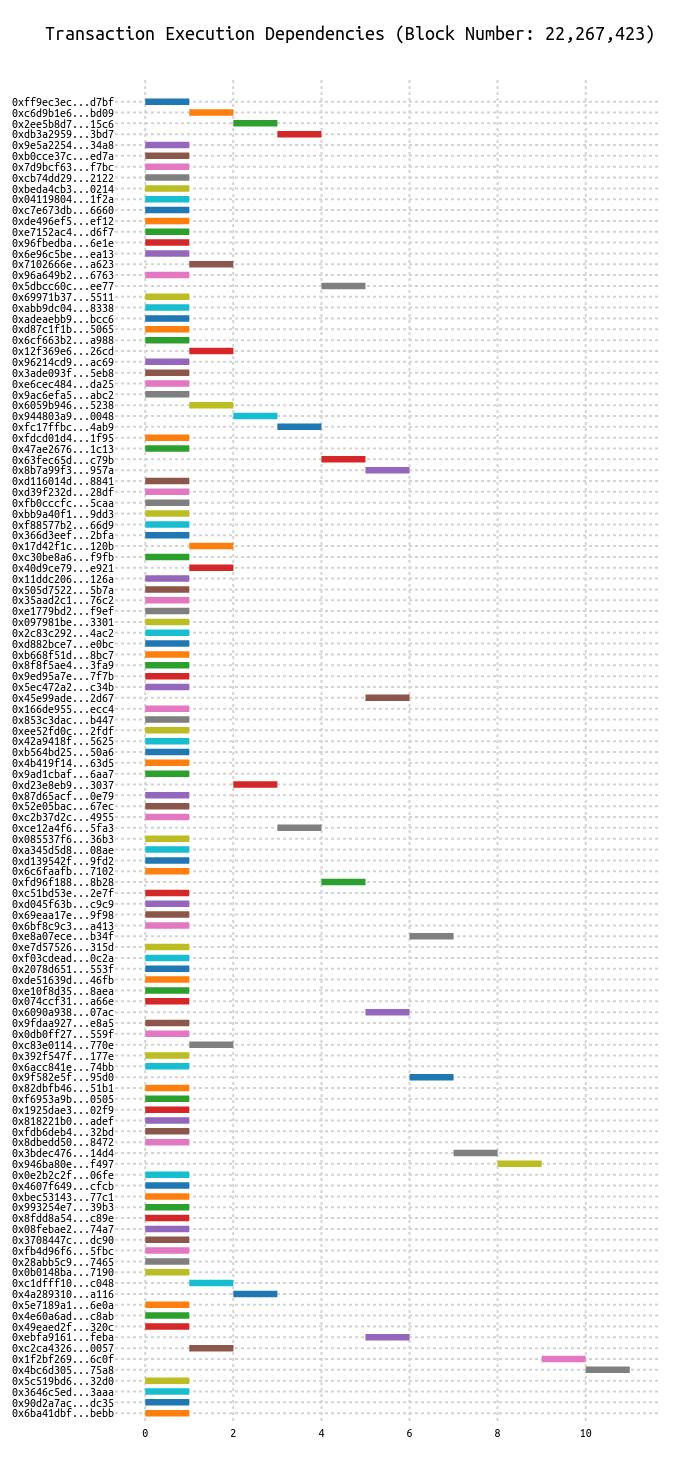 Transaction Execution Dependencies (Block Number: 22,267,423)
0xff9ec3ec...d7bf
0xc6d9b1e6...bd09
0x2ee5b8d7...15c6
0xdb3a2959...3bd7
0x9e5a2254...34a8
0xb0cce37c...ed7a
0x7d9bcf63...f7bc
0xcb74dd29...2122
0xbeda4cb3...0214
0x04119804...1f2a
0xc7e673db...6660
0xde496ef5...ef12
0xe7152ac4...d6f7
0x96fbedba...6e1e
0x6e96c5be...ea13
0x7102666e...a623
0x96a649b2...6763
0x5dbcc60c...ee77
0x69971b37...5511
0xabb9dc04...8338
0xadeaebb9...bcc6
0xd87c1f1b...5065
0x6cf663b2...a988
0x12f369e6...26cd
0x96214cd9...ac69
0x3ade093f...5eb8
0xe6cec484...da25
0x9ac6efa5...abc2
0x6059b946...5238
0x944803a9...0048
0xfc17ffbc...4ab9
0xfdcd01d4...1f95
0x47ae2676...1c13
0x63fec65d...c79b
0x8b7a99f3...957a
0xd116014d...8841
0xd39f232d...28df
0xfb0cccfc...5caa
0xbb9a40f1...9dd3
0xf88577b2...66d9
0x366d3eef...2bfa
0x17d42f1c...120b
0xc30be8a6...f9fb
0x40d9ce79...e921
0x11ddc206...126a
0x505d7522...5b7a
0x35aad2c1...76c2
0xe1779bd2...f9ef
0x097981be...3301
0x2c83c292...4ac2
0xd882bce7...e0bc
0xb668f51d...8bc7
0x8f8f5ae4...3fa9
0x9ed95a7e...7f7b
0x5ec472a2...c34b
0x45e99ade...2d67
0x166de955...ecc4
0x853c3dac...b447
0xee52fd0c...2fdf
0x42a9418f...5625
0xb564bd25...50a6
0x4b419f14...63d5
0x9ad1cbaf...6aa7
0xd23e8eb9...3037
0x87d65acf...0e79
0x52e05bac...67ec
0xc2b37d2c...4955
0xce12a4f6...5fa3
0x085537f6...36b3
0xa345d5d8...08ae
0xd139542f...9fd2
0x6c6faafb...7102
0xfd96f188...8b28
0xc51bd53e...2e7f
0xd045f63b...c9c9
0x69eaa17e...9f98
0x6bf8c9c3...a413
0xe8a07ece...b34f
0xe7d57526...315d
0xf03cdead...0c2a
0x2078d651...553f
0xde51639d...46fb
0xe10f8d35...8aea
0x074ccf31...a66e
0x6090a938...07ac
0x9fdaa927...e8a5
0x0db0ff27...559f
0xc83e0114...770e
0x392f547f...177e
0x6acc841e...74bb
0x9f582e5f...95d0
0x82dbfb46...51b1
0xf6953a9b...0505
0x1925dae3...02f9
0x818221b0...adef
0xfdb6deb4...32bd
0x8dbedd50...8472
0x3bdec476...14d4
0x946ba80e...f497
0x0e2b2c2f...06fe
0x4607f649...cfcb
0xbec53143...77c1
0x993254e7...39b3
0x8fdd8a54...c89e
0x08febae2...74a7
0x3708447c...dc90
0xfb4d96f6...5fbc
0x28abb5c9...7465
0x0b0148ba...7190
0xc1dfff10...c048
0x4a289310...a116
0x5e7189a1...6e0a
0x4e60a6ad...c8ab
0x49eaed2f...320c
0xebfa9161...feba
0xc2ca4326...0057
0x1f2bf269...6c0f
0x4bc6d305...75a8
0x5c519bd6...32d0
0x3646c5ed...3aaa
0x90d2a7ac...dc35
0x6ba41dbf...bebb
0 2 4 6 8 10